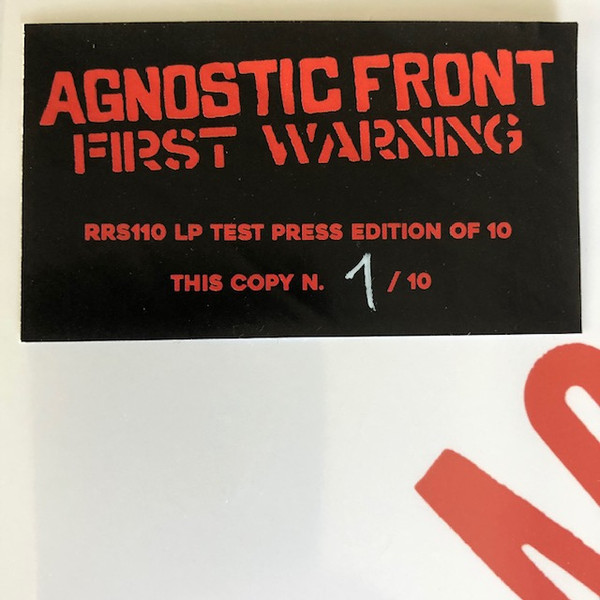 AGNOSTIC FRONT
FIRST WARNING
RRS110 LP TEST PRESS EDITION OF 10
THIS COPY N. 1 / 10